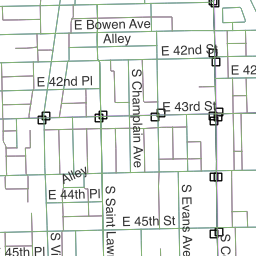 E Bowen Ave
Alley
E 42nd St
E 42nd Pl
E 42
S Champlain Ave
E 43rd St
Alley
E 44th Pl
S Saint Law
S Evans Ave
E 45th St
45th Pl
S V
S C